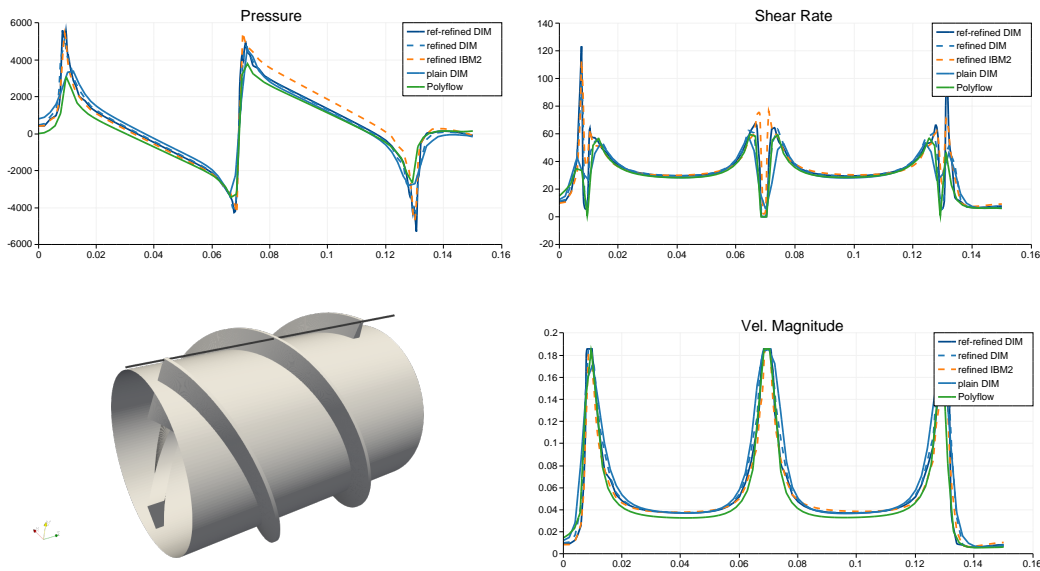 Pressure
6000
4000
2000
0
-2000
-4000
-6000
0 0.02 0.04 0.06 0.08 0.10 0.12 0.14 0.16
ref-refined DIM
refined DIM
refined IBM2
plain DIM
Polyflow
Shear Rate
140
120
100
80
60
40
20
0
-20
0 0.02 0.04 0.06 0.08 0.10 0.12 0.14 0.16
ref-refined DIM
refined DIM
refined IBM2
plain DIM
Polyflow
Vel. Magnitude
0.2
0.18
0.16
0.14
0.12
0.1
0.08
0.06
0.04
0.02
0
0 0.02 0.04 0.06 0.08 0.10 0.12 0.14 0.16
ref-refined DIM
refined DIM
refined IBM2
plain DIM
Polyflow